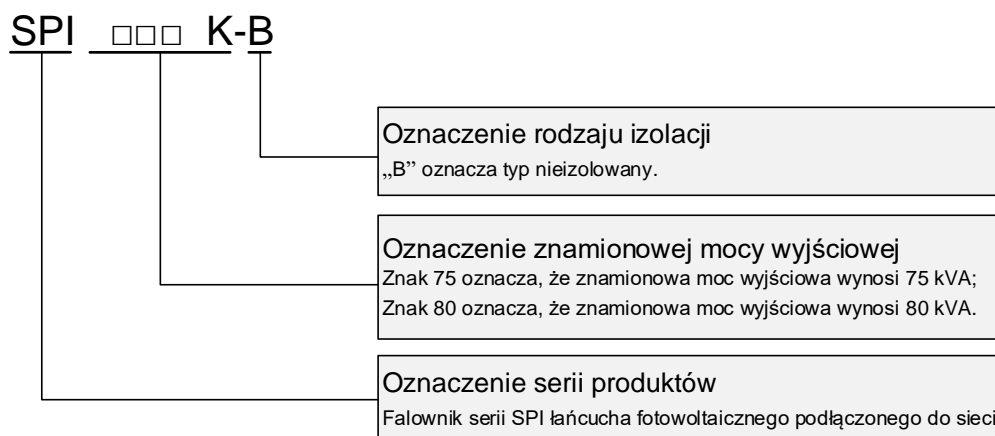 SPI □□□ K-B
Oznaczenie rodzaju izolacji
„B” oznacza typ nieizolowany.
Oznaczenie znamionowej mocy wyjściowej
Znak 75 oznacza, że znamionowa moc wyjściowa wynosi 75 kVA;
Znak 80 oznacza, że znamionowa moc wyjściowa wynosi 80 kVA.
Oznaczenie serii produktów
Falownik serii SPI łańcucha fotowoltaicznego podłączonego do sieci